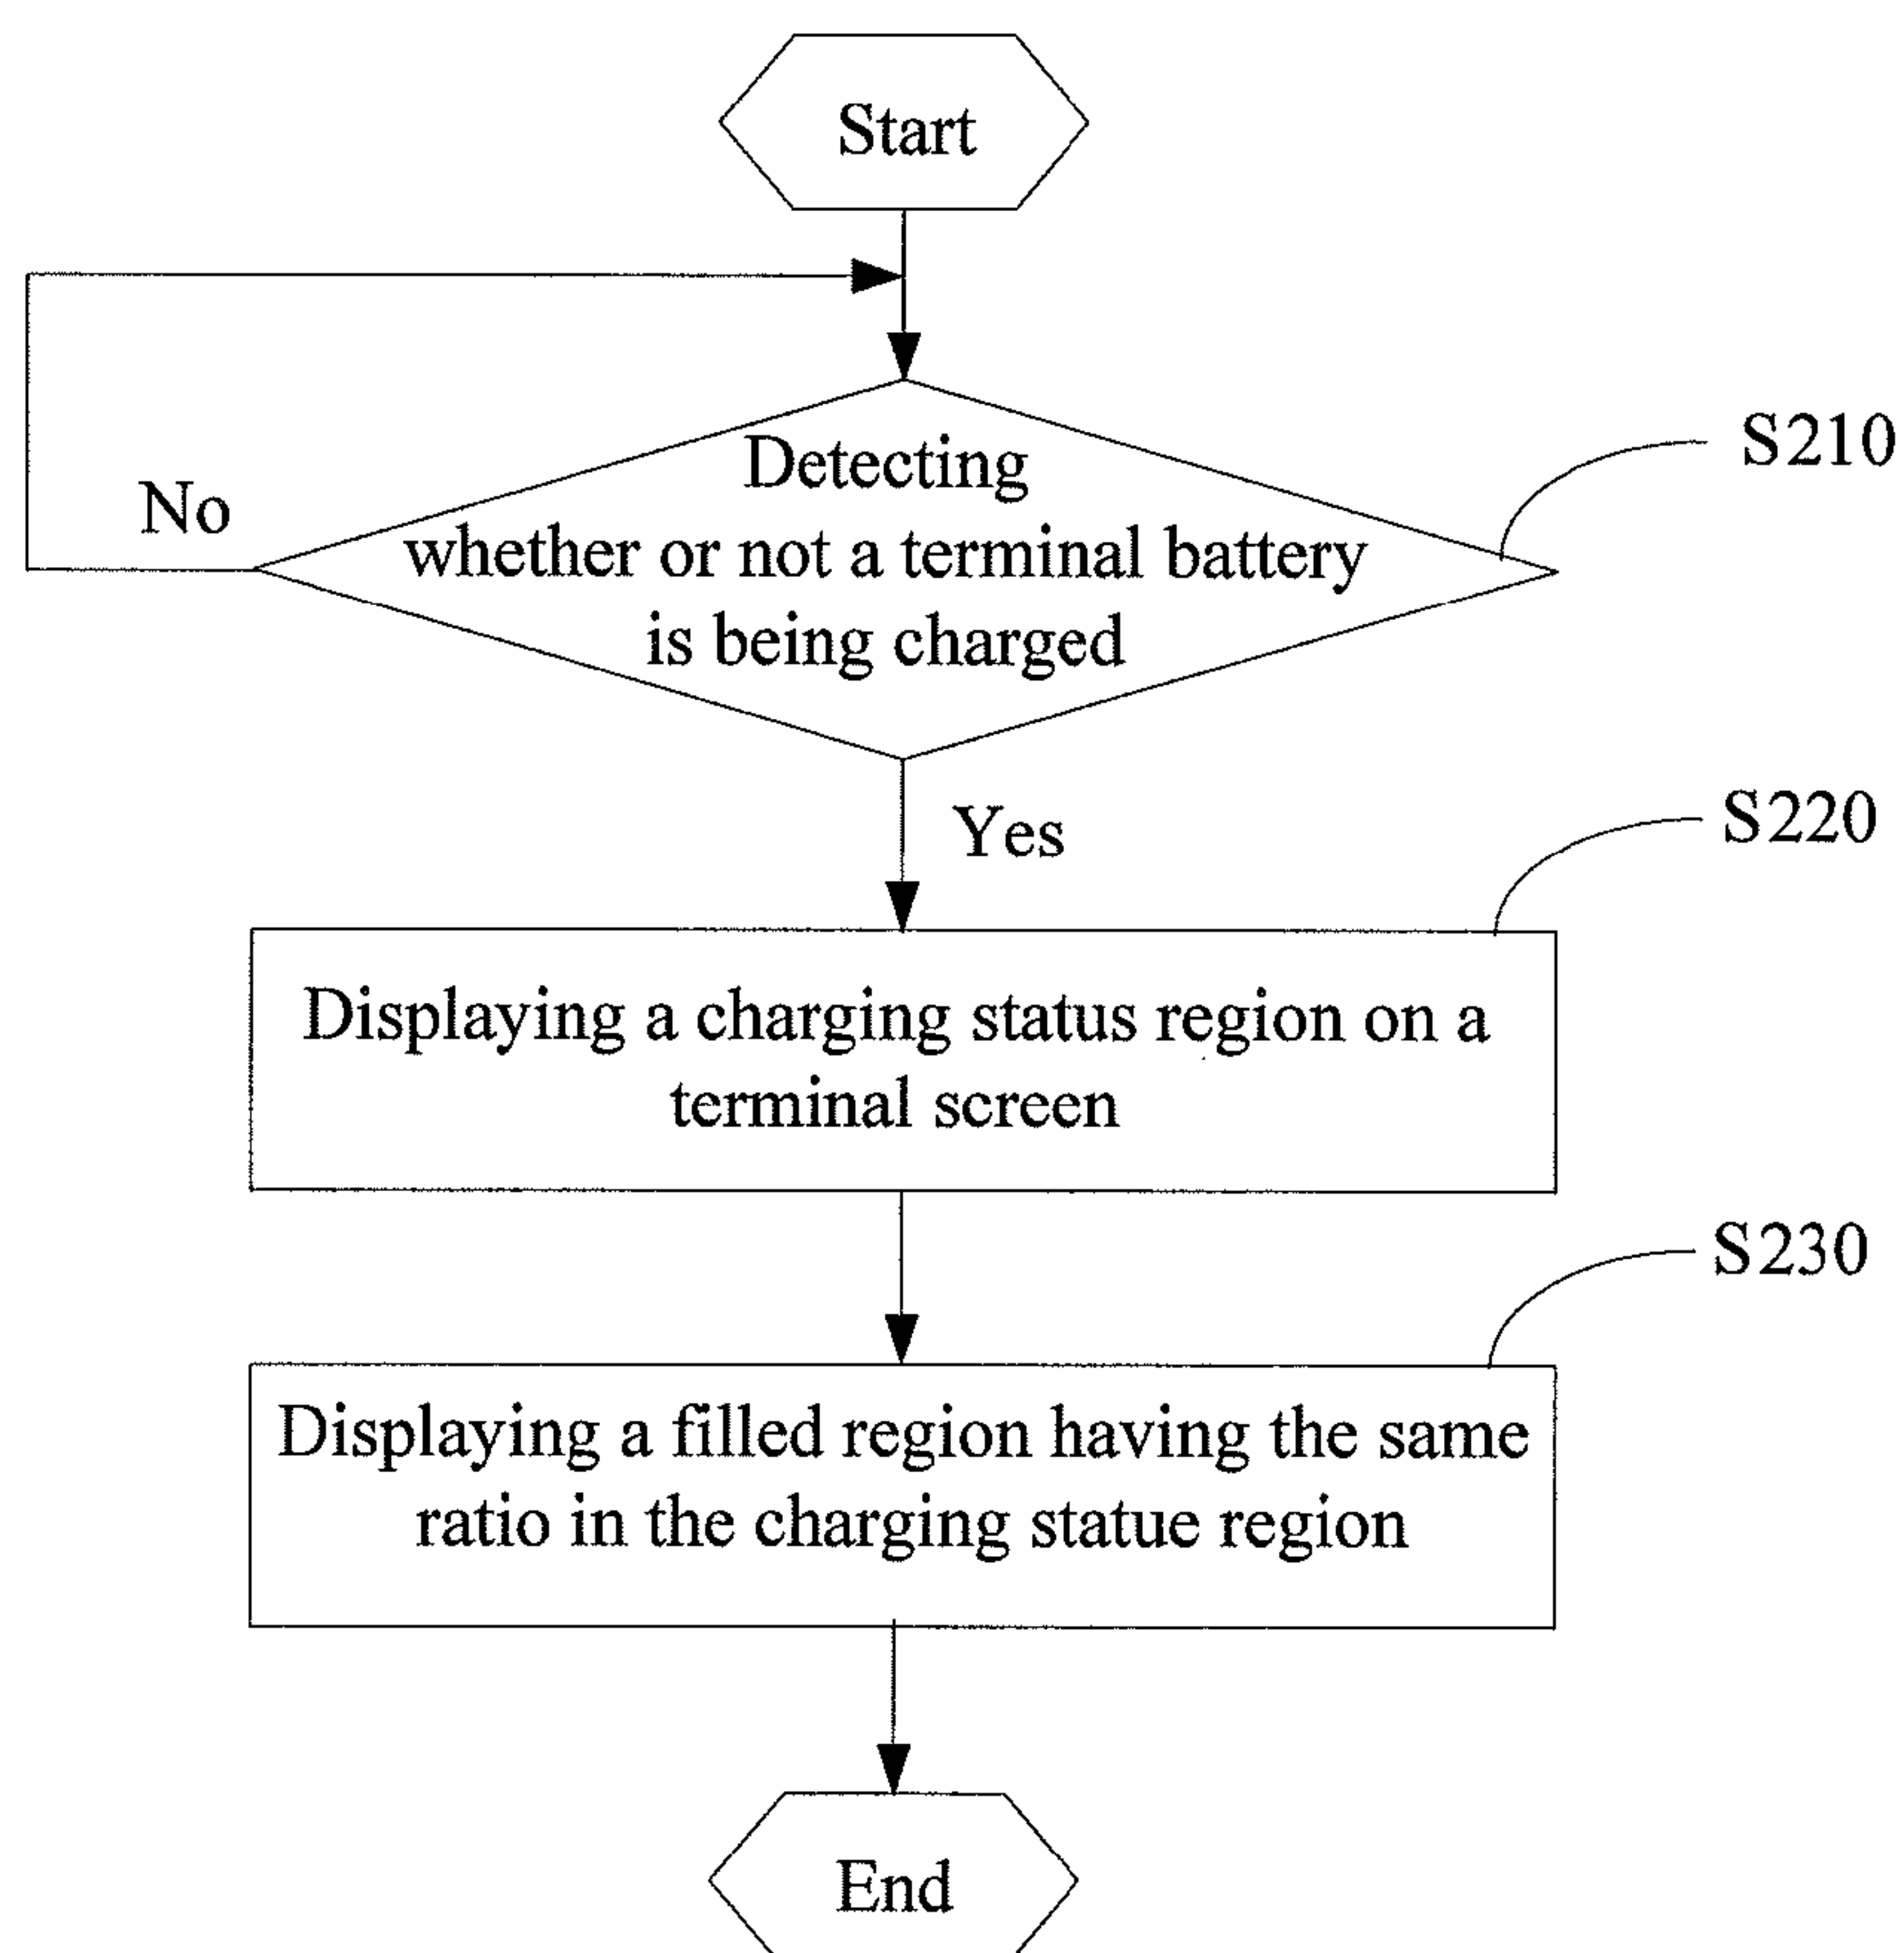 Start
No
Detecting
whether or not a terminal battery
is being charged
S210
Yes
S220
Displaying a charging status region on a
terminal screen
S230
Displaying a filled region having the same
ratio in the charging statue region
End